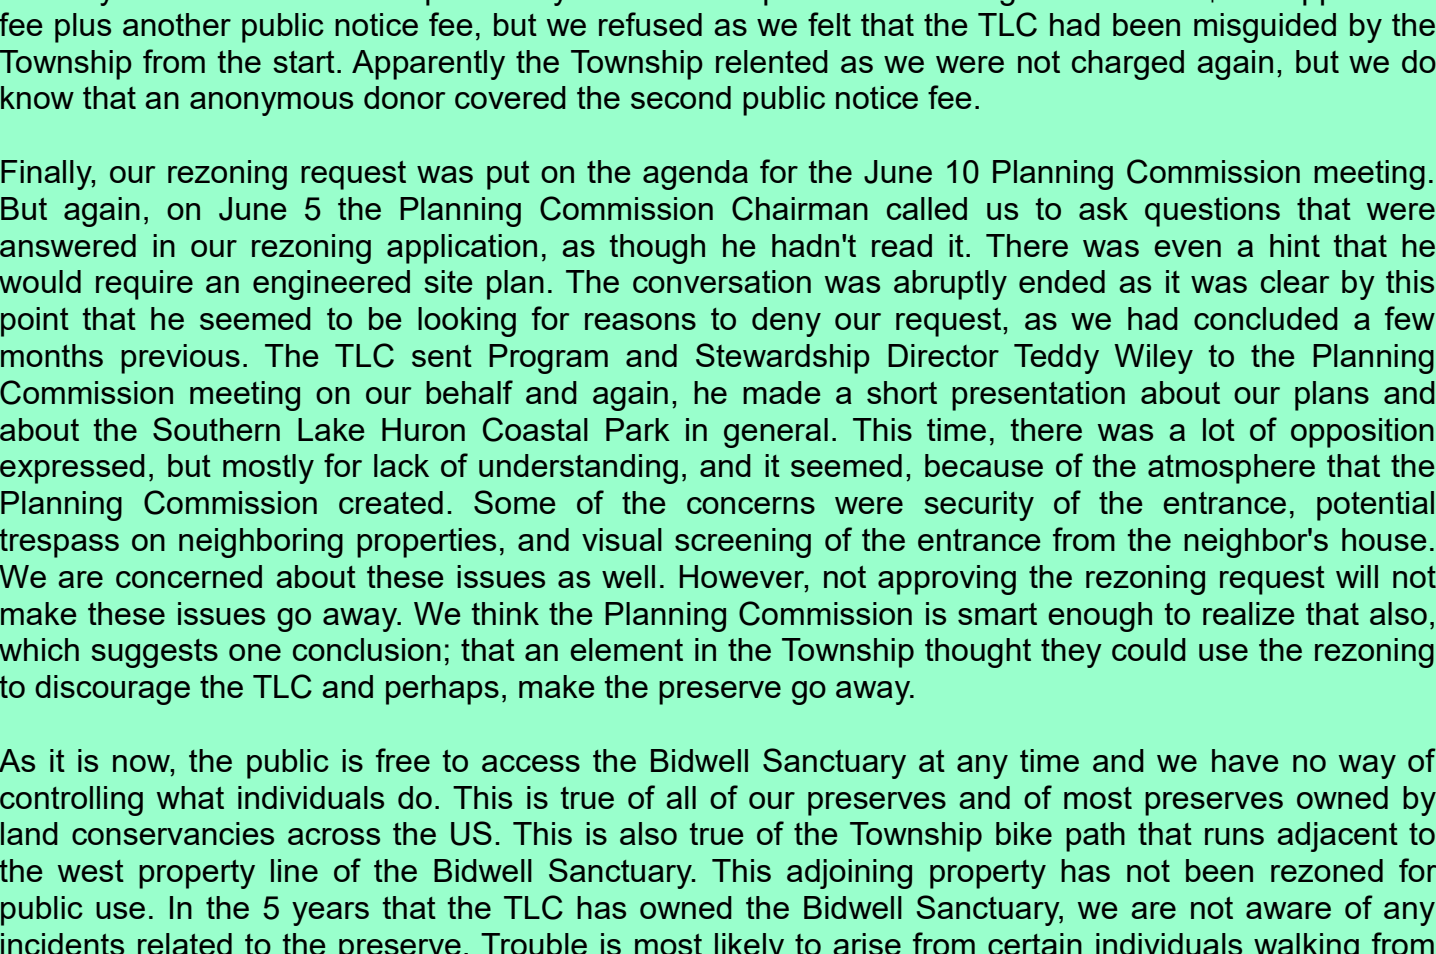 fee plus another public notice fee, but we refused as we felt that the TLC had been misguided by the
Township from the start. Apparently the Township relented as we were not charged again, but we do
know that an anonymous donor covered the second public notice fee.
Finally, our rezoning request was put on the agenda for the June 10 Planning Commission meeting.
But again, on June 5 the Planning Commission Chairman called us to ask questions that were
answered in our rezoning application, as though he hadn't read it. There was even a hint that he
would require an engineered site plan. The conversation was abruptly ended as it was clear by this
point that he seemed to be looking for reasons to deny our request, as we had concluded a few
months previous. The TLC sent Program and Stewardship Director Teddy Wiley to the Planning
Commission meeting on our behalf and again, he made a short presentation about our plans and
about the Southern Lake Huron Coastal Park in general. This time, there was a lot of opposition
expressed, but mostly for lack of understanding, and it seemed, because of the atmosphere that the
Planning Commission created. Some of the concerns were security of the entrance, potential
trespass on neighboring properties, and visual screening of the entrance from the neighbor's house.
We are concerned about these issues as well. However, not approving the rezoning request will not
make these issues go away. We think the Planning Commission is smart enough to realize that also,
which suggests one conclusion; that an element in the Township thought they could use the rezoning
to discourage the TLC and perhaps, make the preserve go away.
As it is now, the public is free to access the Bidwell Sanctuary at any time and we have no way of
controlling what individuals do. This is true of all of our preserves and of most preserves owned by
land conservancies across the US. This is also true of the Township bike path that runs adjacent to
the west property line of the Bidwell Sanctuary. This adjoining property has not been rezoned for
public use. In the 5 years that the TLC has owned the Bidwell Sanctuary, we are not aware of any
incidents related to the preserve. Trouble is most likely to arise from certain individuals walking from